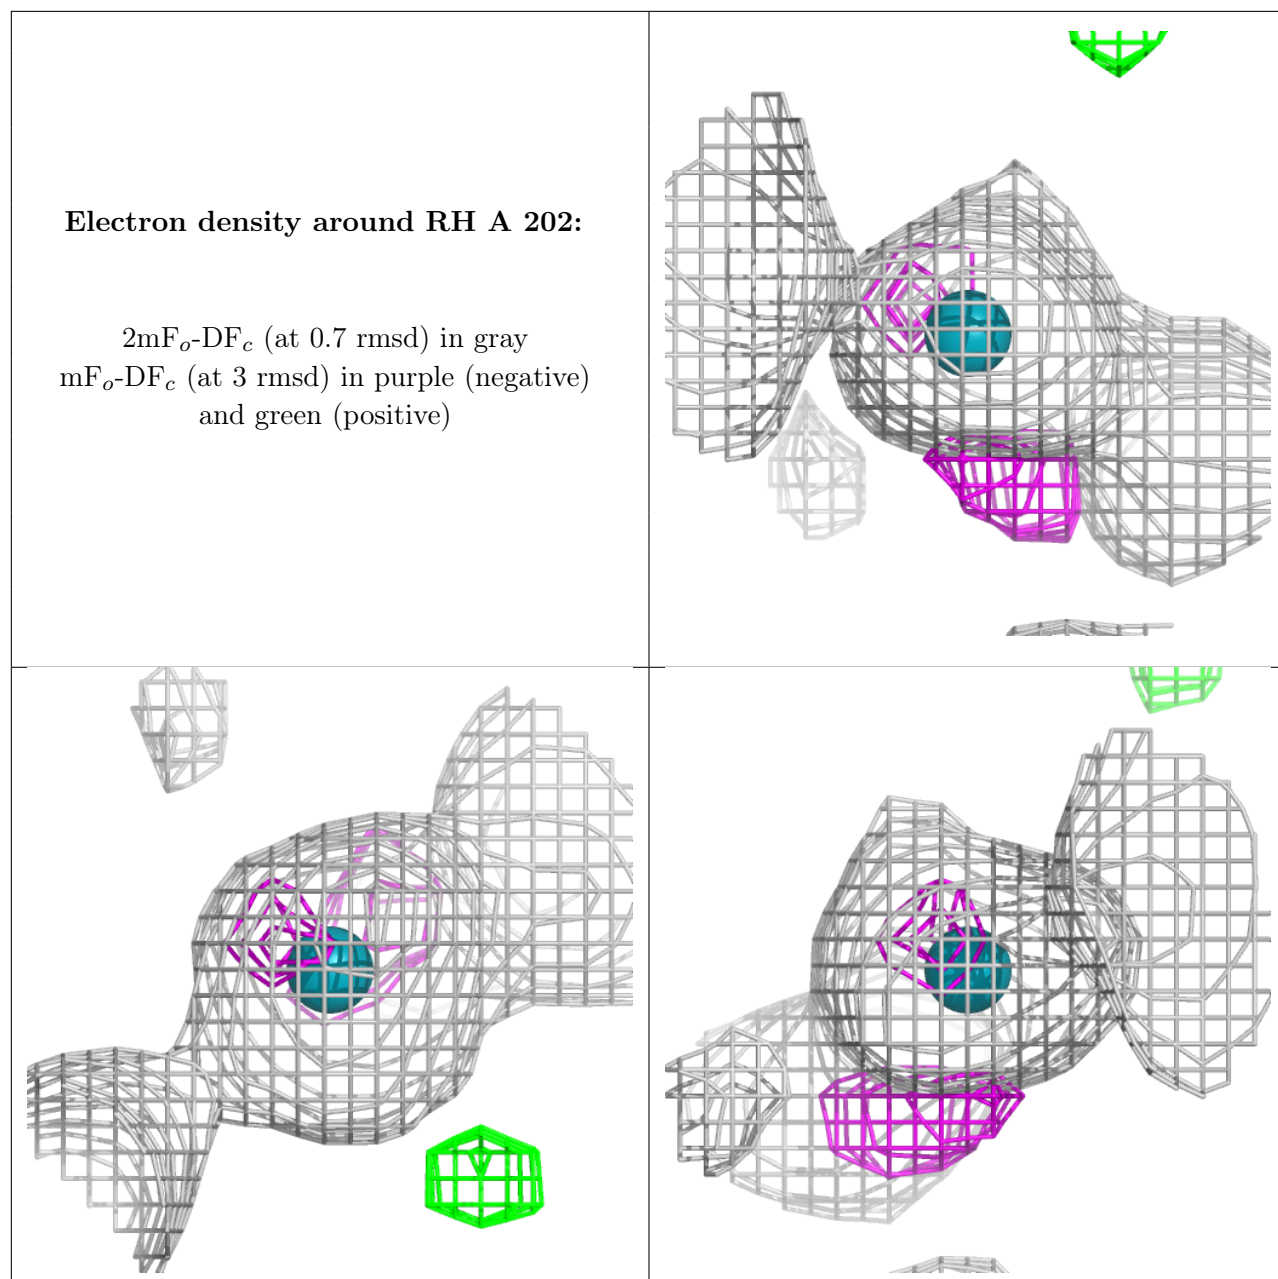 Electron density around RH A 202:
2mFo-DFc (at 0.7 rmsd) in gray
mFo-DFc (at 3 rmsd) in purple (negative)
and green (positive)